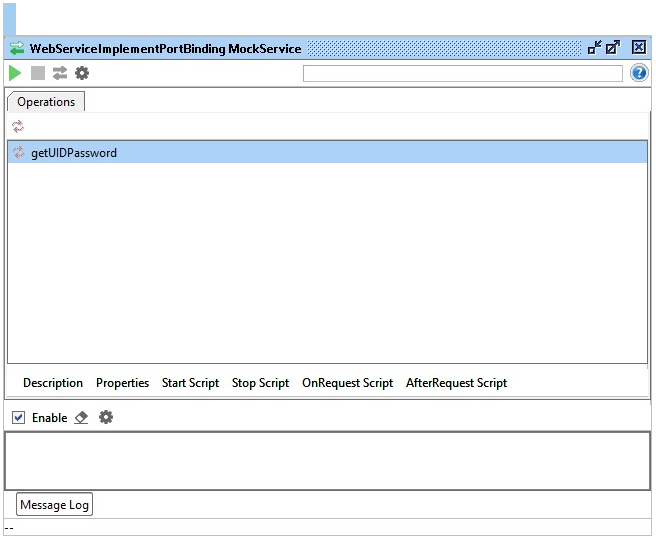 WebServiceImplementPortBinding MockService
?
Operations
getUIDPassword
Description Properties Start Script Stop Script OnRequest Script AfterRequest Script
Enable
Message Log
--